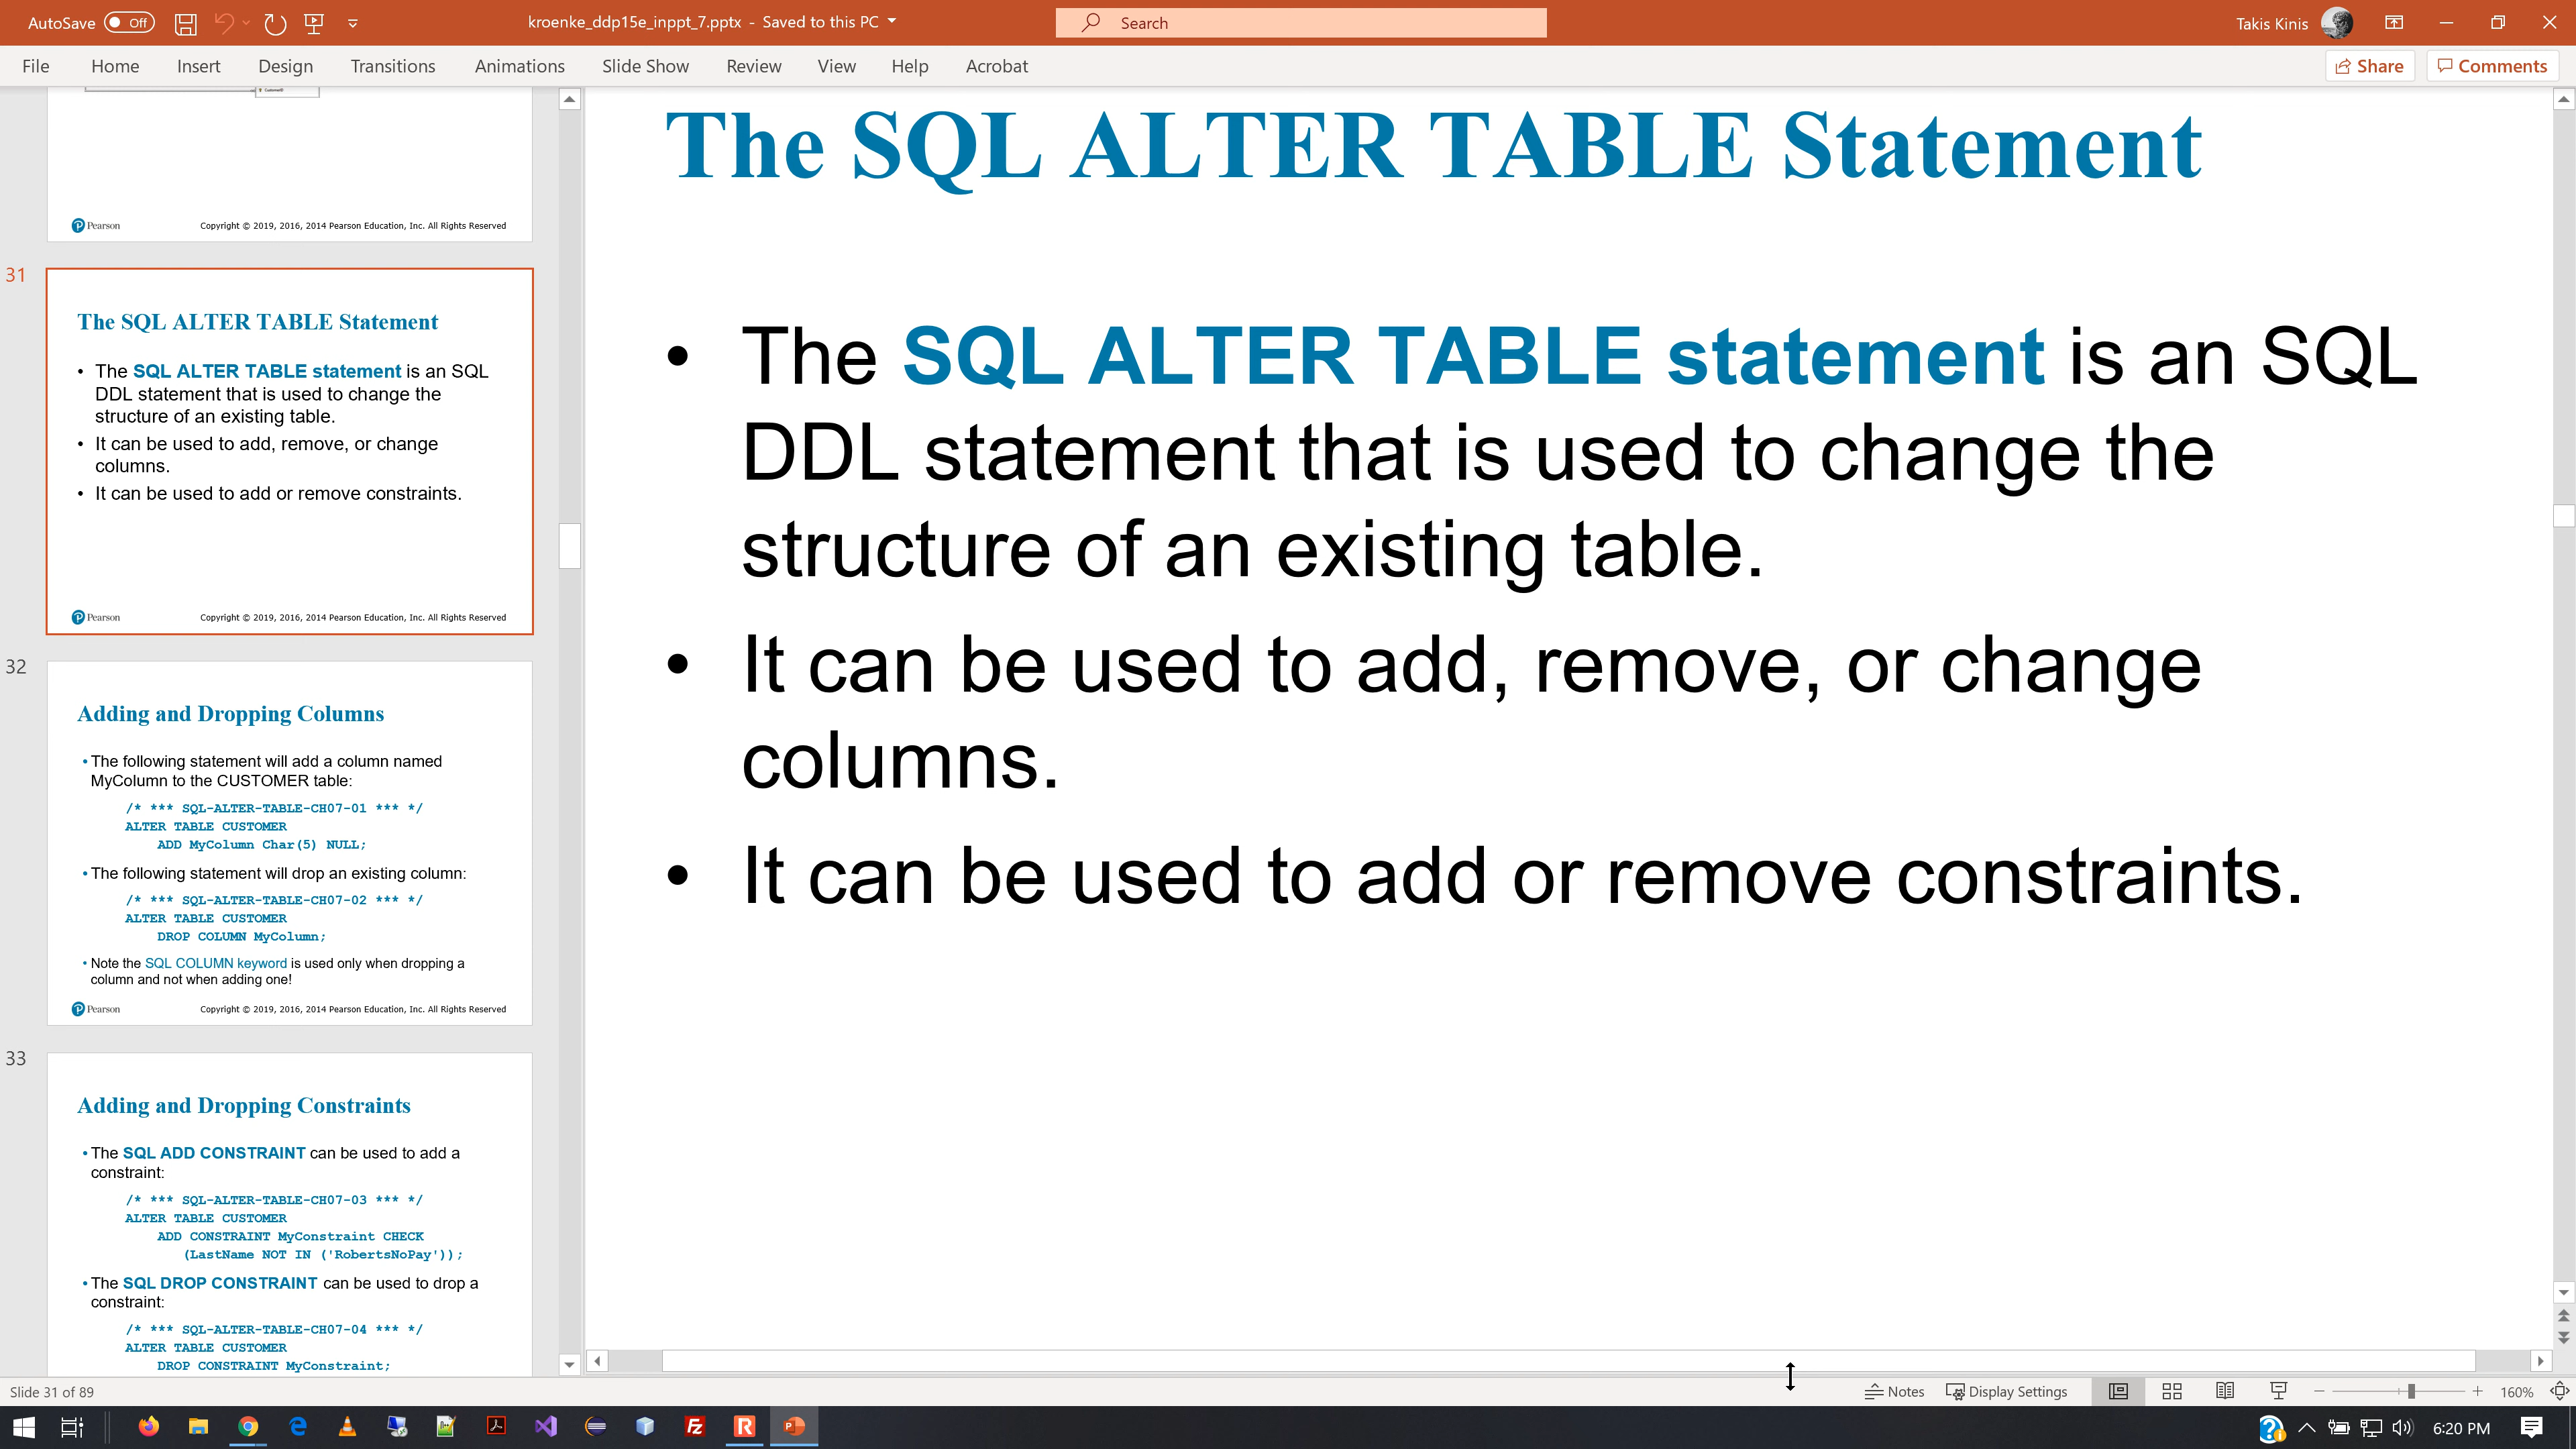 AutoSave Off
kroenke_ddp15e_inppt_7.pptx - Saved to this PC
Search
Takis Kinis
File Home Insert Design Transitions Animations Slide Show Review View Help Acrobat
Share Comments
CustomerID
Pearson
Copyright © 2019, 2016, 2014 Pearson Education, Inc. All Rights Reserved
31
The SQL ALTER TABLE Statement
• The SQL ALTER TABLE statement is an SQL
DDL statement that is used to change the
structure of an existing table.
• It can be used to add, remove, or change
columns.
• It can be used to add or remove constraints.
Pearson
Copyright © 2019, 2016, 2014 Pearson Education, Inc. All Rights Reserved
32
Adding and Dropping Columns
• The following statement will add a column named
MyColumn to the CUSTOMER table:
/* *** SQL-ALTER-TABLE-CH07-01 *** */
ALTER TABLE CUSTOMER
ADD MyColumn Char(5) NULL;
• The following statement will drop an existing column:
/* *** SQL-ALTER-TABLE-CH07-02 *** */
ALTER TABLE CUSTOMER
DROP COLUMN MyColumn;
• Note the SQL COLUMN keyword is used only when dropping a
column and not when adding one!
Pearson
Copyright © 2019, 2016, 2014 Pearson Education, Inc. All Rights Reserved
33
Adding and Dropping Constraints
• The SQL ADD CONSTRAINT can be used to add a
constraint:
/* *** SQL-ALTER-TABLE-CH07-03 *** */
ALTER TABLE CUSTOMER
ADD CONSTRAINT MyConstraint CHECK
(LastName NOT IN ('RobertsNoPay'));
• The SQL DROP CONSTRAINT can be used to drop a
constraint:
/* *** SQL-ALTER-TABLE-CH07-04 *** */
ALTER TABLE CUSTOMER
DROP CONSTRAINT MyConstraint;
The SQL ALTER TABLE Statement
• The SQL ALTER TABLE statement is an SQL
DDL statement that is used to change the
structure of an existing table.
• It can be used to add, remove, or change
columns.
• It can be used to add or remove constraints.
Slide 31 of 89
Notes Display Settings 160%
6:20 PM